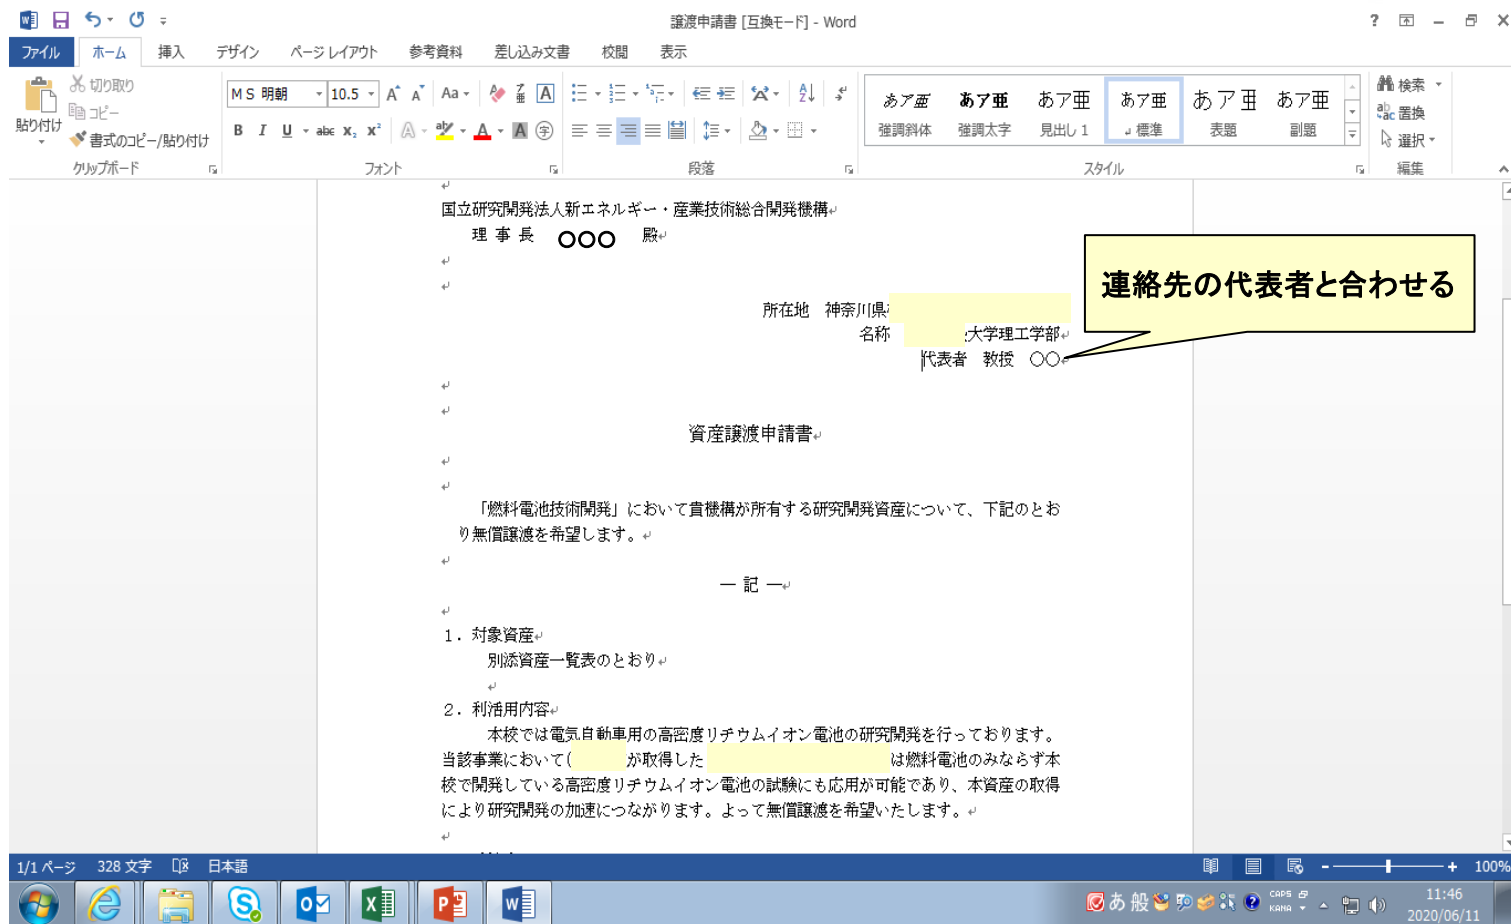 譲渡申請書 [互換モード] - Word
ファイル ホーム 挿入 デザイン ページ レイアウト 参考資料 差し込み文書 校閲 表示
貼り付け
切り取り
コピー
書式のコピー/貼り付け
クリップボード
MS 明朝 10.5
フォント
段落
あア亜 あア亜 あア亜 あア亜 あア亜 あア亜
強調斜体 強調太字 見出し 1 標準 表題 副題
スタイル
検索
置換
選択
編集
国立研究開発法人新エネルギー・産業技術総合開発機構
理 事 長 〇〇〇 殿
連絡先の代表者と合わせる
所在地 神奈川県
名称 大学理工学部
代表者 教授 〇〇
資産譲渡申請書
「燃料電池技術開発」において貴機構が所有する研究開発資産について、下記のとお
り無償譲渡を希望します。
― 記 ―
1．対象資産
別添資産一覧表のとおり
2．利活用内容
本校では電気自動車用の高密度リチウムイオン電池の研究開発を行っております。
当該事業において( が取得した は燃料電池のみならず本
校で開発している高密度リチウムイオン電池の試験にも応用が可能であり、本資産の取得
により研究開発の加速につながります。よって無償譲渡を希望いたします。
1/1 ページ 328 文字 日本語 100%
あ 般 CAPS KANA 11:46
2020/06/11